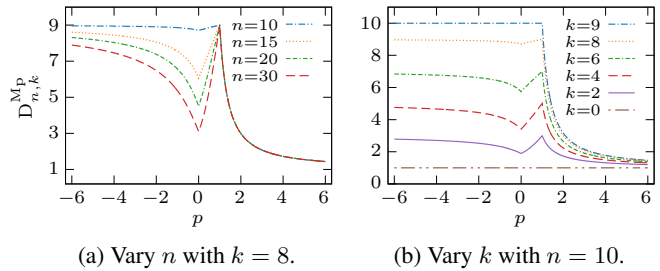 9
7
5
3
1
D^{M_p}_{n,k}
n=10
n=15
n=20
n=30
−6 −4 −2 0 2 4 6
p
10
8
6
4
2
0
k=9
k=8
k=6
k=4
k=2
k=0
−6 −4 −2 0 2 4 6
p
(a) Vary n with k = 8.
(b) Vary k with n = 10.